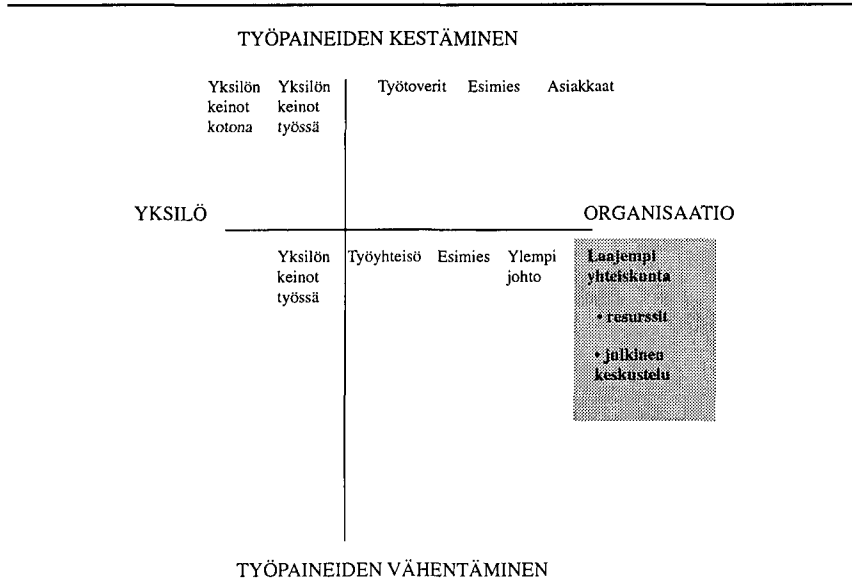 TYÖPAINEIDEN KESTÄMINEN
Yksilön Yksilön Työtoverit Esimies Asiakkaat
keinot keinot
kotona työssä
YKSILÖ ORGANISAATIO
Yksilön Työyhteisö Esimies Ylempi Laajempi
keinot johto yhteiskunta
työssä
• resurssit
• julkinen
keskustelu
TYÖPAINEIDEN VÄHENTÄMINEN